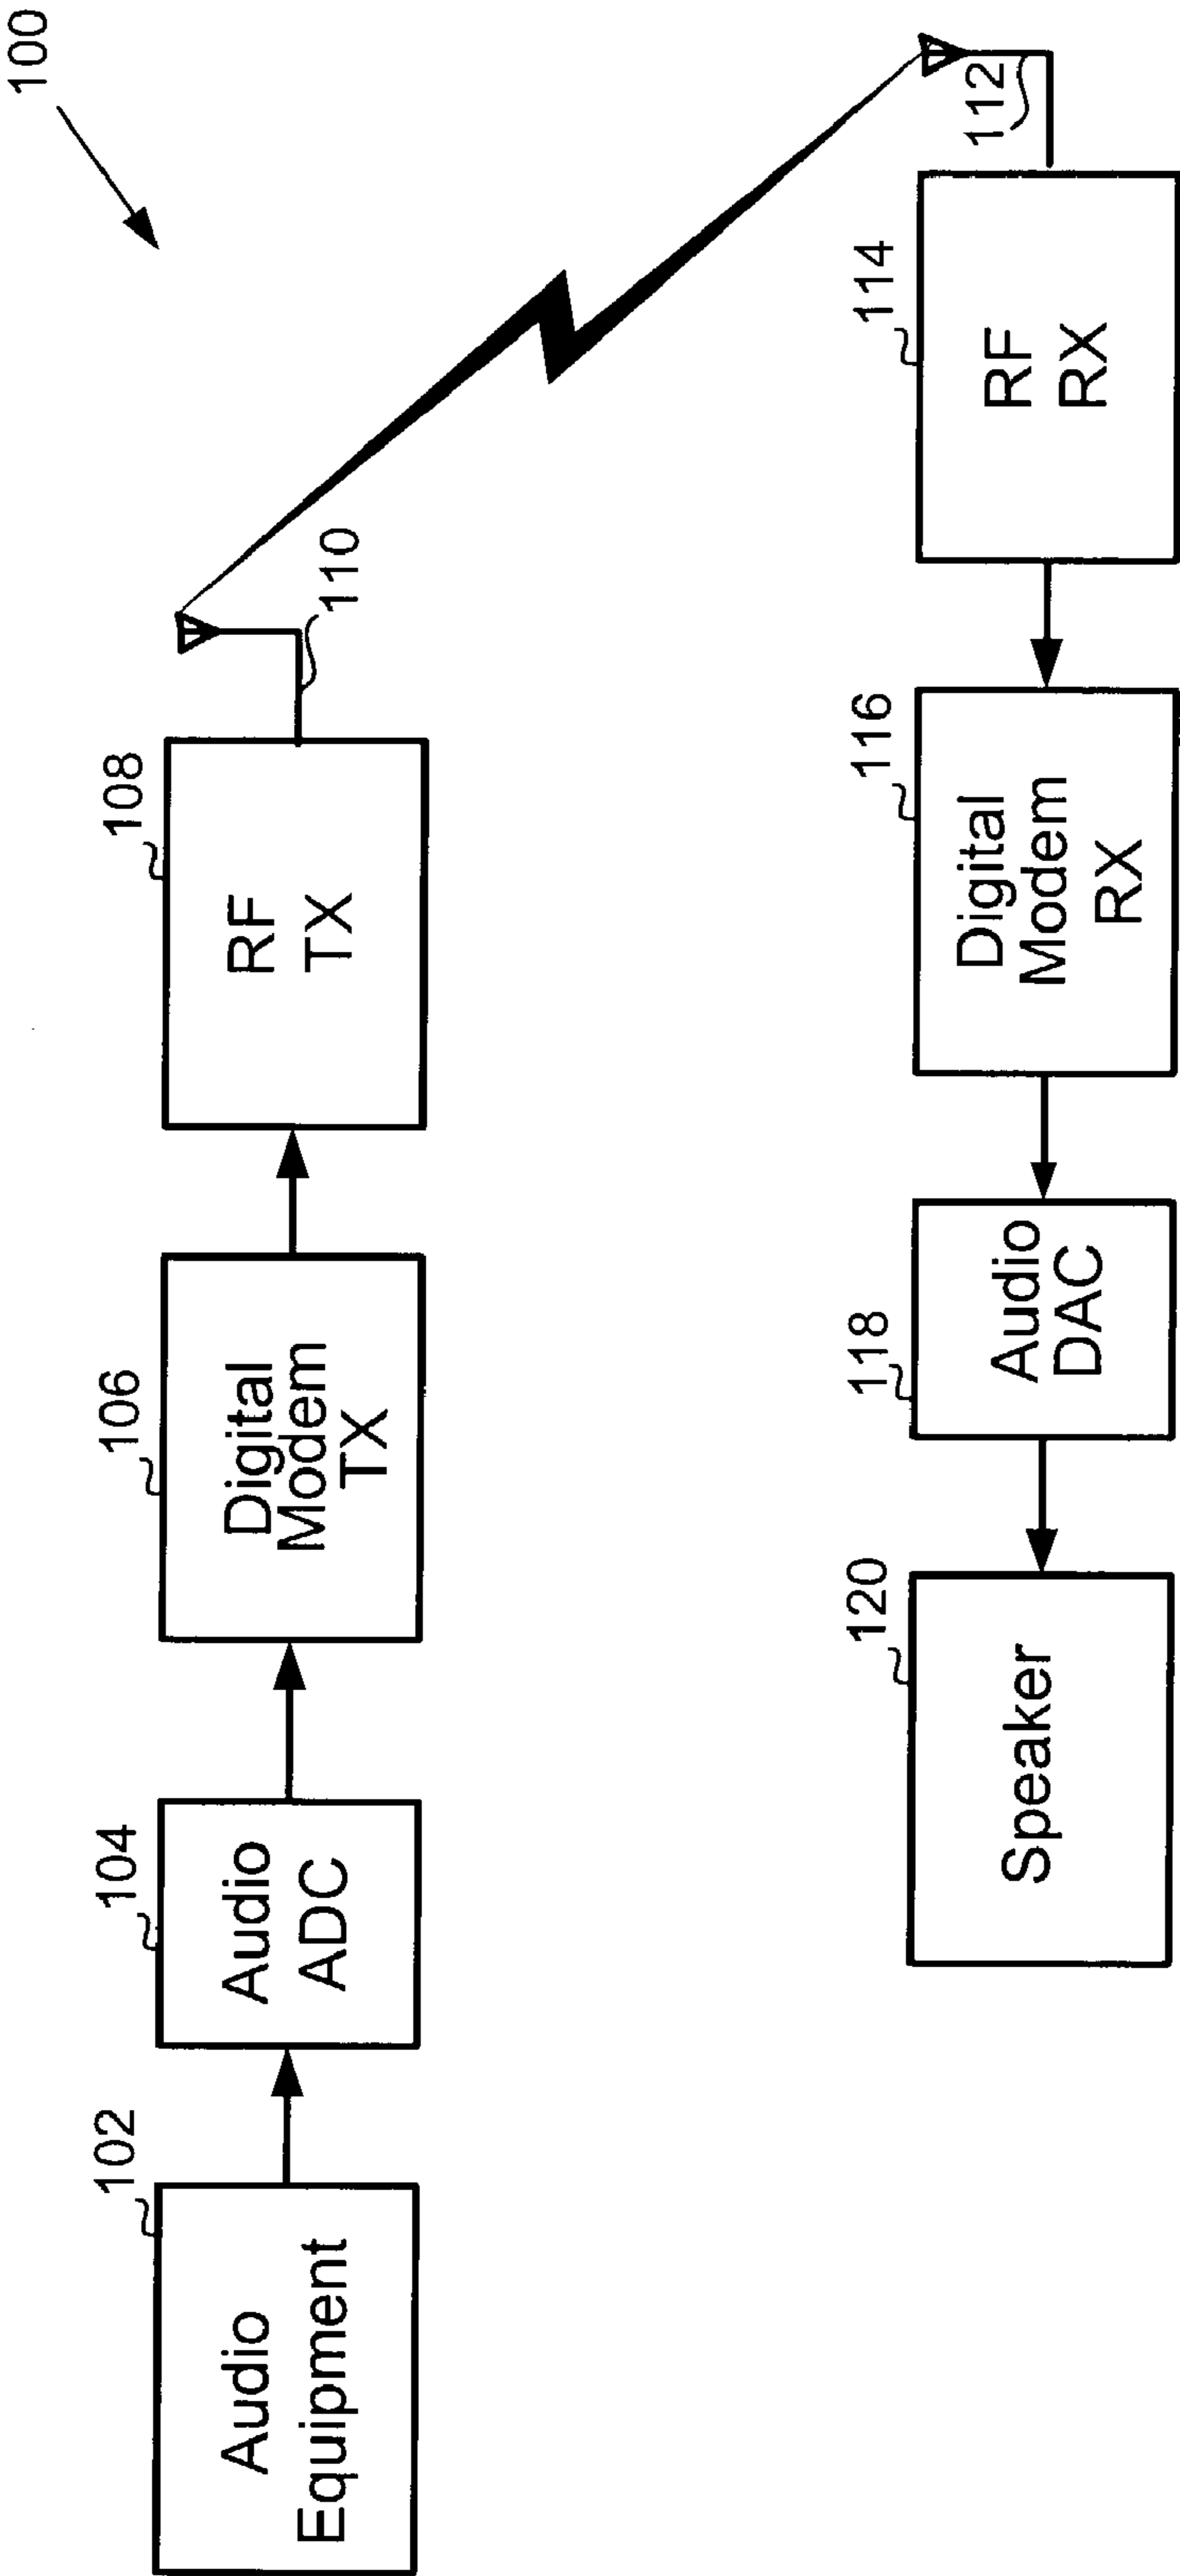 100
102
Audio
Equipment
104
Audio
ADC
106
Digital
Modem
TX
108
RF
TX
110
112
114
RF
RX
116
Digital
Modem
RX
118
Audio
DAC
120
Speaker